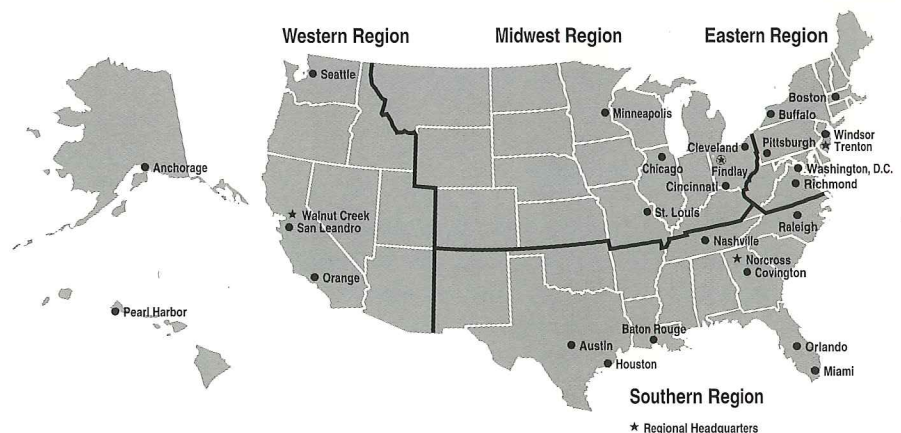 Western Region
Midwest Region
Eastern Region
Seattle
Boston
Minneapolis
Buffalo
Cleveland
Pittsburgh
Windsor
Trenton
Anchorage
Chicago
Findlay
Washington, D.C.
Cincinnati
Richmond
Walnut Creek
St. Louis
San Leandro
Raleigh
Nashville
Norcross
Orange
Covington
Pearl Harbor
Baton Rouge
Austin
Orlando
Houston
Miami
Southern Region
★ Regional Headquarters